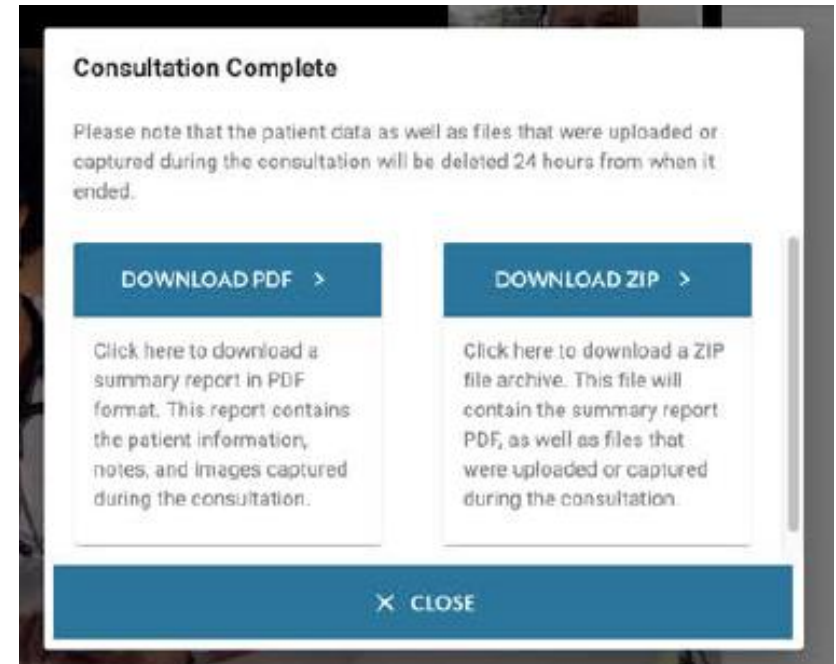 Consultation Complete
Please note that the patient data as well as files that were uploaded or
captured during the consultation will be deleted 24 hours from when it
ended.
DOWNLOAD PDF >
Click here to download a
summary report in PDF
format. This report contains
the patient information,
notes, and images captured
during the consultation.
DOWNLOAD ZIP >
Click here to download a ZIP
file archive. This file will
contain the summary report
PDF, as well as files that
were uploaded or captured
during the consultation
× CLOSE